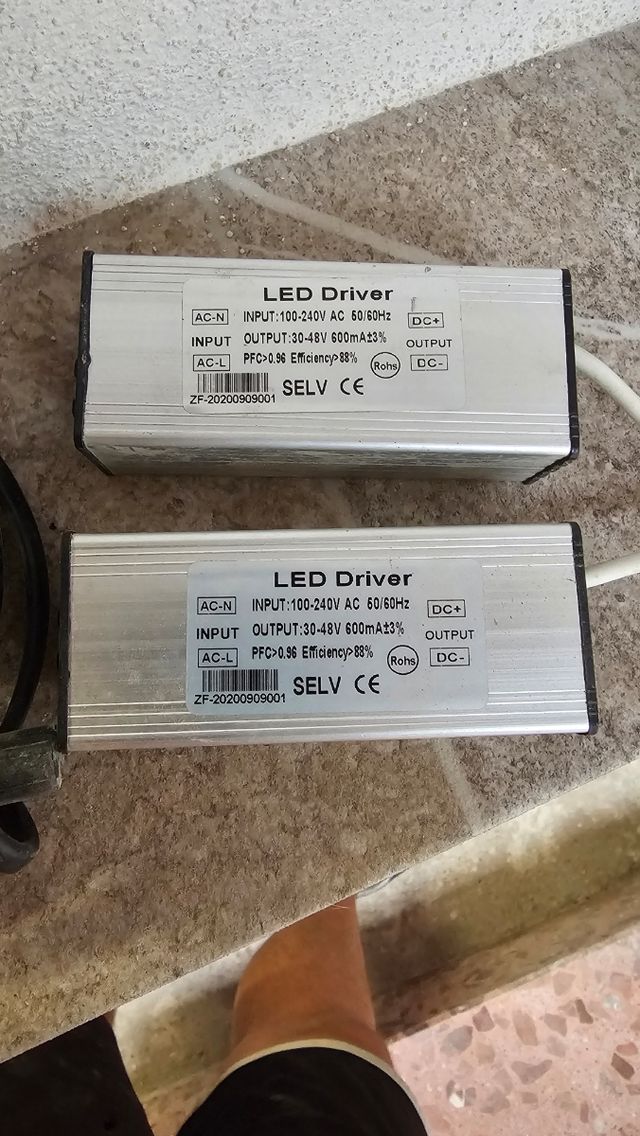 LED Driver
AC-N INPUT:100-240V AC 50/60Hz DC+
INPUT OUTPUT:30-48V 600mA±3% OUTPUT
AC-L PFC>0.96 Efficiency>88% Rohs DC-
ZF-20200909001 SELV CE
LED Driver
AC-N INPUT:100-240V AC 50/60Hz DC+
INPUT OUTPUT:30-48V 600mA±3% OUTPUT
AC-L PFC>0.96 Efficiency>88% Rohs DC-
ZF-20200909001 SELV CE